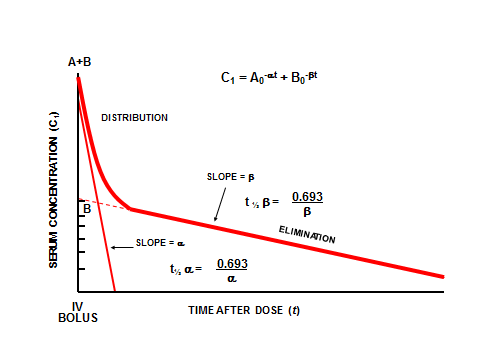 A+B
C₁ = A₀-αt + B₀-βt
DISTRIBUTION
SERUM CONCENTRATION (C₁)
SLOPE = β
t ½ β = 0.693
β
B
ELIMINATION
SLOPE = α
t½ α = 0.693
α
IV
BOLUS
TIME AFTER DOSE (t)